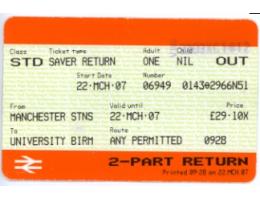 Class Ticket type Adult Child
STD SAVER RETURN ONE NIL OUT
Start Date Number
22·MCH·07 06949 0143⊕2966N51
From Valid until Price
MANCHESTER STNS 22·MCH·07 £29·10X
To Route
UNIVERSITY BIRM ANY PERMITTED 0928
2-PART RETURN
Printed 09·28 on 22.MCH.07